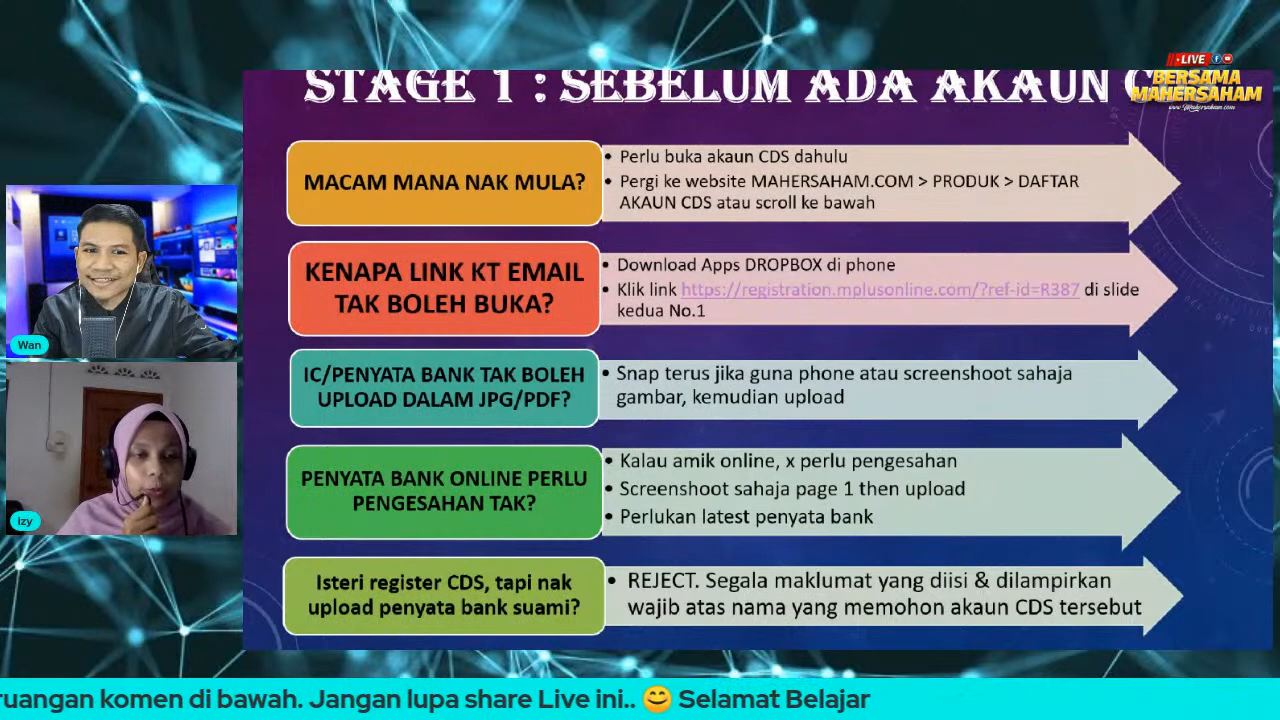 STAGE 1 : SEBELUM ADA AKAUN
LIVE
BERSAMA
MAHERSAHAM
www.Mahersaham.com
MACAM MANA NAK MULA?
• Perlu buka akaun CDS dahulu
• Pergi ke website MAHERSAHAM.COM > PRODUK > DAFTAR
AKAUN CDS atau scroll ke bawah
KENAPA LINK KT EMAIL
TAK BOLEH BUKA?
• Download Apps DROPBOX di phone
• Klik link https://registration.mplusonline.com/?ref-id=R387 di slide
kedua No.1
IC/PENYATA BANK TAK BOLEH
UPLOAD DALAM JPG/PDF?
• Snap terus jika guna phone atau screenshoot sahaja
gambar, kemudian upload
PENYATA BANK ONLINE PERLU
PENGESAHAN TAK?
• Kalau amik online, x perlu pengesahan
• Screenshoot sahaja page 1 then upload
• Perlukan latest penyata bank
Isteri register CDS, tapi nak
upload penyata bank suami?
• REJECT. Segala maklumat yang diisi & dilampirkan
wajib atas nama yang memohon akaun CDS tersebut
Wan
Izy
ruangan komen di bawah. Jangan lupa share Live ini.. 😊 Selamat Belajar